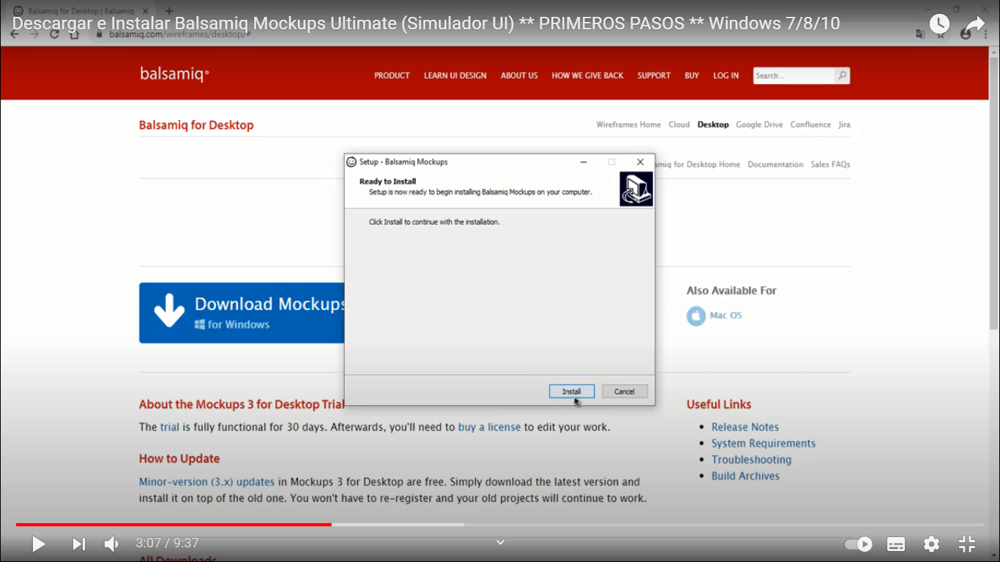 Balsamiq for Desktop | Balsamiq
Descargar e Instalar Balsamiq Mockups Ultimate (Simulador UI) ** PRIMEROS PASOS ** Windows 7/8/10
balsamiq.com/wireframes/desktop/#
balsamiq®
PRODUCT LEARN UI DESIGN ABOUT US HOW WE GIVE BACK SUPPORT BUY LOG IN Search...
Balsamiq for Desktop
Wireframes Home Cloud Desktop Google Drive Confluence Jira
amiq for Desktop Home Documentation Sales FAQs
Setup - Balsamiq Mockups
Ready to Install
Setup is now ready to begin installing Balsamiq Mockups on your computer.
Click Install to continue with the installation.
Install Cancel
Download Mockups
for Windows
Also Available For
Mac OS
About the Mockups 3 for Desktop Trial
The trial is fully functional for 30 days. Afterwards, you'll need to buy a license to edit your work.
How to Update
Minor-version (3.x) updates in Mockups 3 for Desktop are free. Simply download the latest version and
install it on top of the old one. You won't have to re-register and your old projects will continue to work.
Useful Links
Release Notes
System Requirements
Troubleshooting
Build Archives
3:07 / 9:37
All Downloads